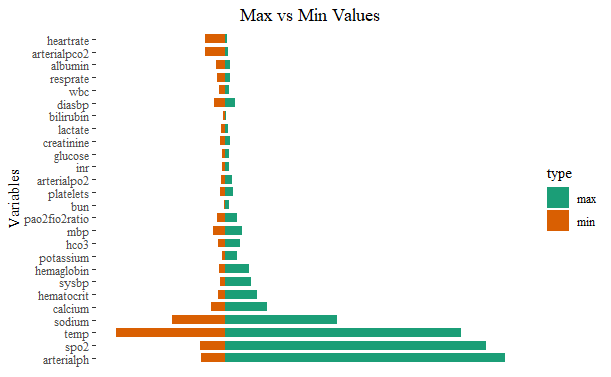 Max vs Min Values
Variables
heartrate
arterialpco2
albumin
resprate
wbc
diasbp
bilirubin
lactate
creatinine
glucose
inr
arterialpo2
platelets
bun
pao2fio2ratio
mbp
hco3
potassium
hemaglobin
sysbp
hematocrit
calcium
sodium
temp
spo2
arterialph
type
max
min